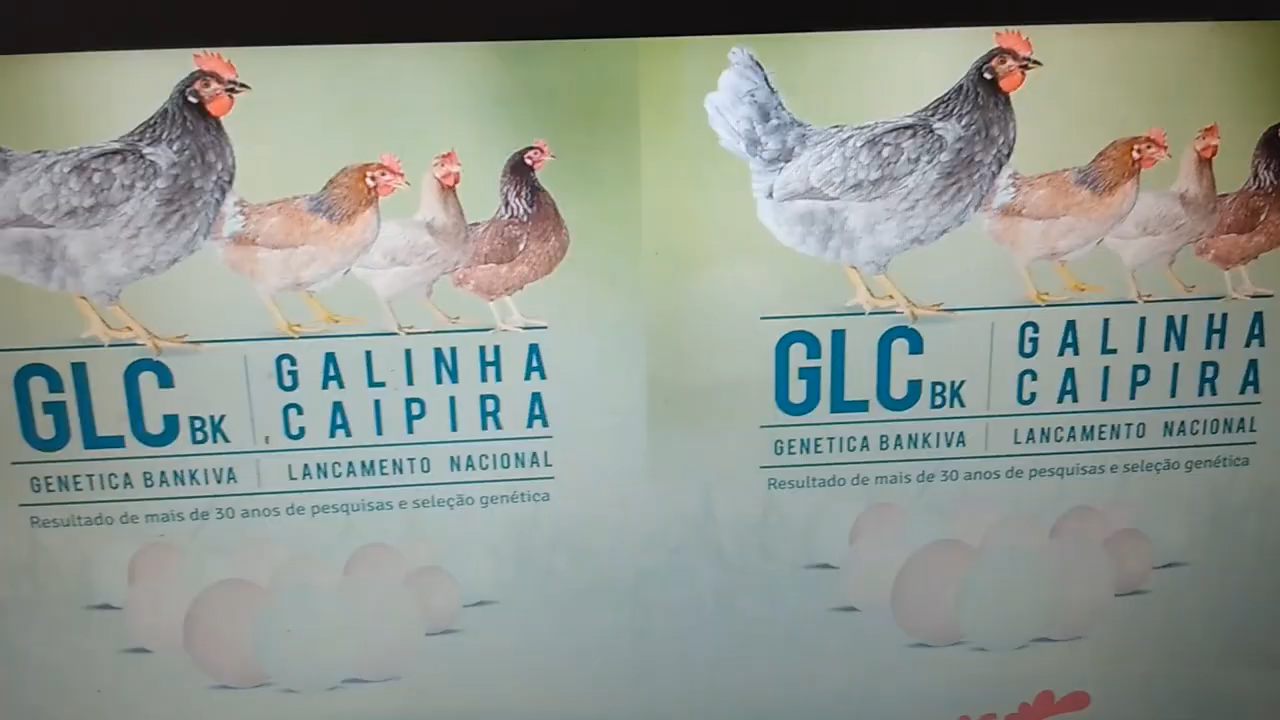 GLC BK
GALINHA
CAIPIRA
GENETICA BANKIVA
LANCAMENTO NACIONAL
Resultado de mais de 30 anos de pesquisas e seleção genética
GLC BK
GALINHA
CAIPIRA
GENETICA BANKIVA
LANCAMENTO NACIONAL
Resultado de mais de 30 anos de pesquisas e seleção genética